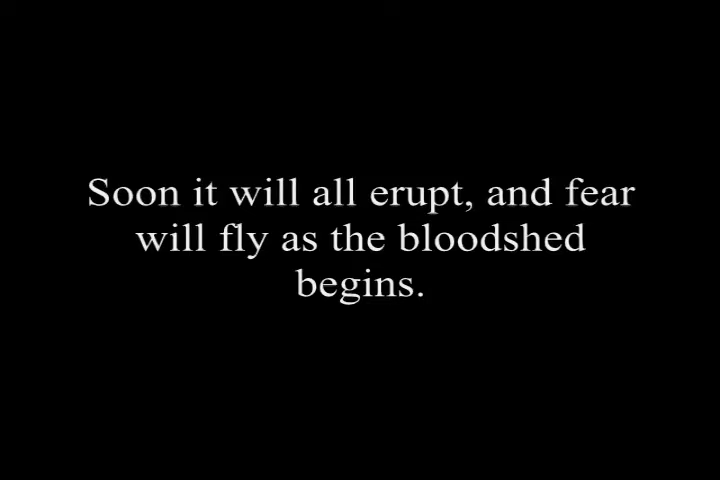 Soon it will all erupt, and fear
will fly as the bloodshed
begins.